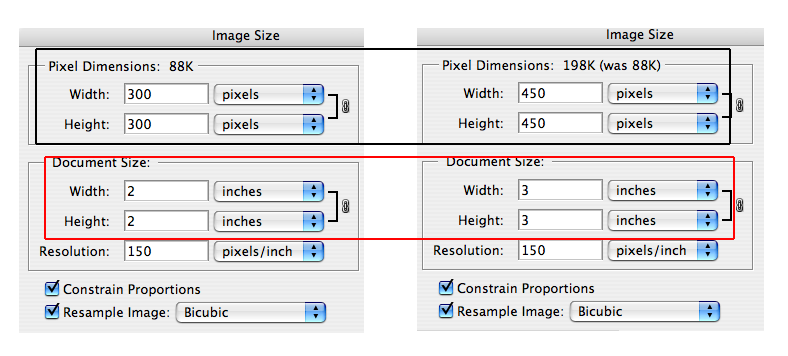 Image Size
Pixel Dimensions: 88K
Width: 300 pixels
Height: 300 pixels
Document Size:
Width: 2 inches
Height: 2 inches
Resolution: 150 pixels/inch
Constrain Proportions
Resample Image: Bicubic
Image Size
Pixel Dimensions: 198K (was 88K)
Width: 450 pixels
Height: 450 pixels
Document Size:
Width: 3 inches
Height: 3 inches
Resolution: 150 pixels/inch
Constrain Proportions
Resample Image: Bicubic